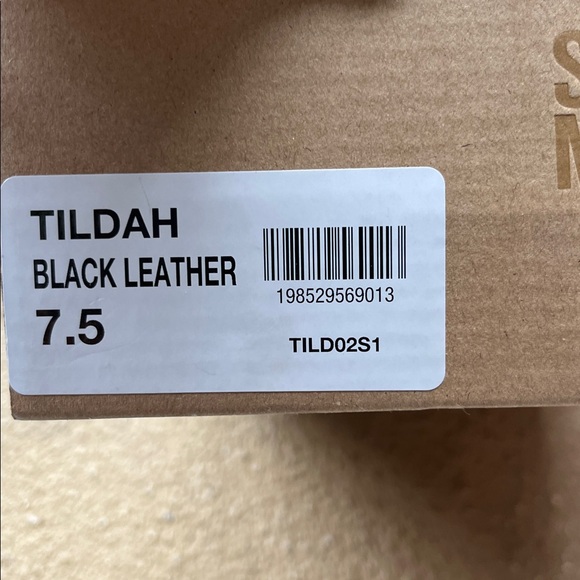 TILDAH
BLACK LEATHER
7.5
198529569013
TILD02S1